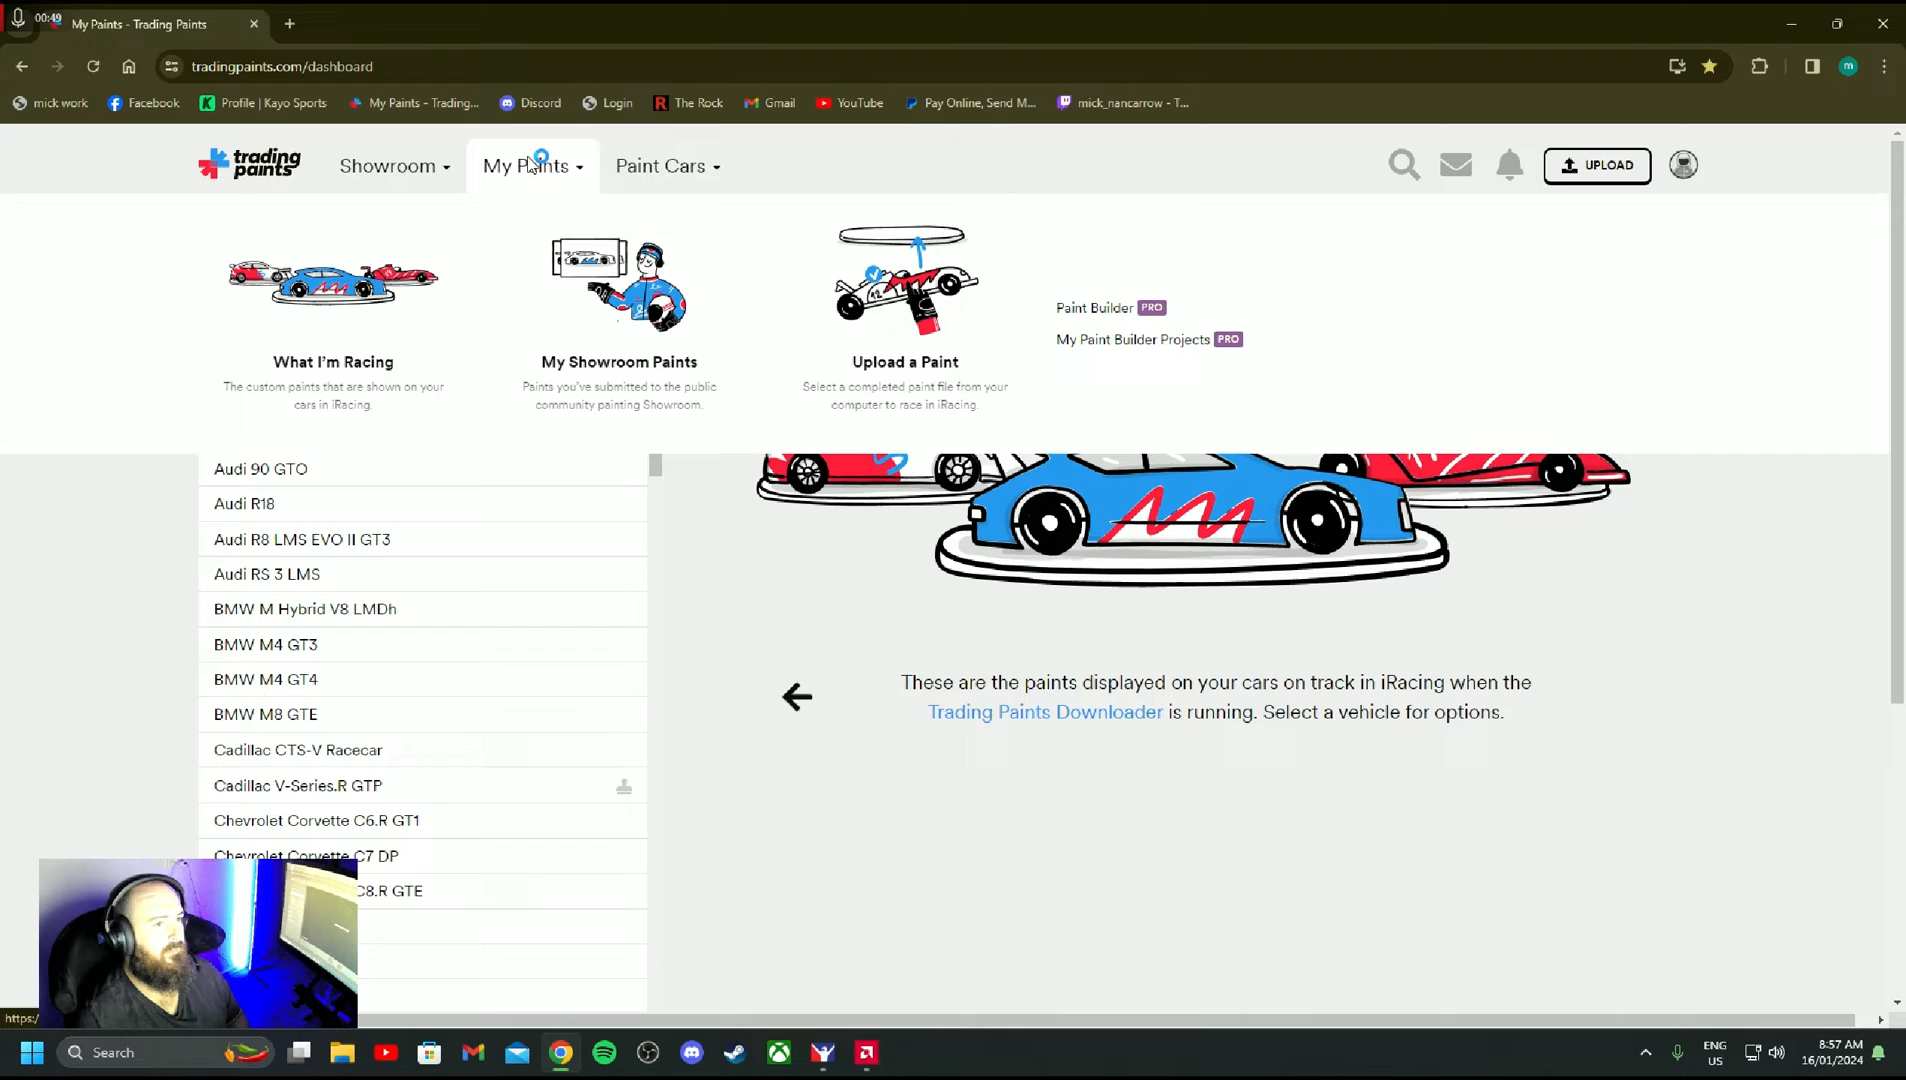 00:49
My Paints - Trading Paints
tradingpaints.com/dashboard
mick work
Facebook
Profile | Kayo Sports
My Paints – Trading...
Discord
Login
The Rock
Gmail
YouTube
Pay Online, Send M...
mick_nancarrow - T...
trading paints
Showroom
My Paints
Paint Cars
UPLOAD
What I'm Racing
The custom paints that are shown on your
cars in iRacing.
My Showroom Paints
Paints you've submitted to the public
community painting Showroom.
Upload a Paint
Select a completed paint file from your
computer to race in iRacing.
Paint Builder PRO
My Paint Builder Projects PRO
Audi 90 GTO
Audi R18
Audi R8 LMS EVO II GT3
Audi RS 3 LMS
BMW M Hybrid V8 LMDh
BMW M4 GT3
BMW M4 GT4
BMW M8 GTE
Cadillac CTS-V Racecar
Cadillac V-Series.R GTP
Chevrolet Corvette C6.R GT1
Chevrolet Corvette C7 DP
C8.R GTE
These are the paints displayed on your cars on track in iRacing when the
Trading Paints Downloader is running. Select a vehicle for options.
https:/
Search
ENG
US
8:57 AM
16/01/2024